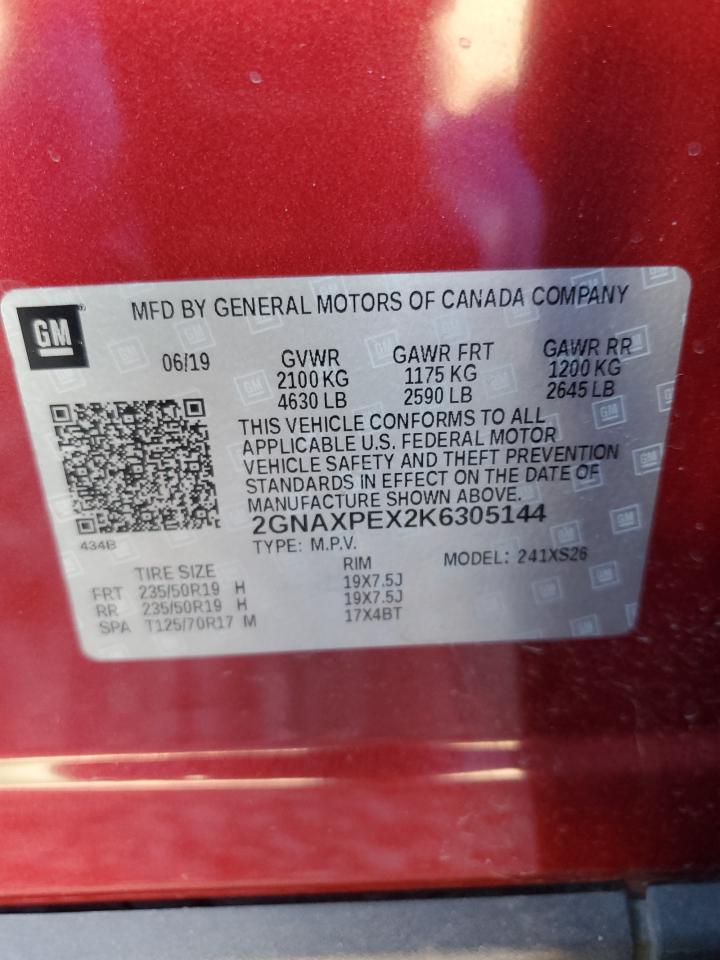 GM
MFD BY GENERAL MOTORS OF CANADA COMPANY
06/19 GVWR GAWR FRT GAWR RR
2100 KG 1175 KG 1200 KG
4630 LB 2590 LB 2645 LB
THIS VEHICLE CONFORMS TO ALL
APPLICABLE U.S. FEDERAL MOTOR
VEHICLE SAFETY AND THEFT PREVENTION
STANDARDS IN EFFECT ON THE DATE OF
MANUFACTURE SHOWN ABOVE.
2GNAXPEX2K6305144
434B TYPE: M.P.V. MODEL: 241XS26
TIRE SIZE RIM
FRT 235/50R19 H 19X7.5J
RR 235/50R19 H 19X7.5J
SPA T125/70R17 M 17X4BT